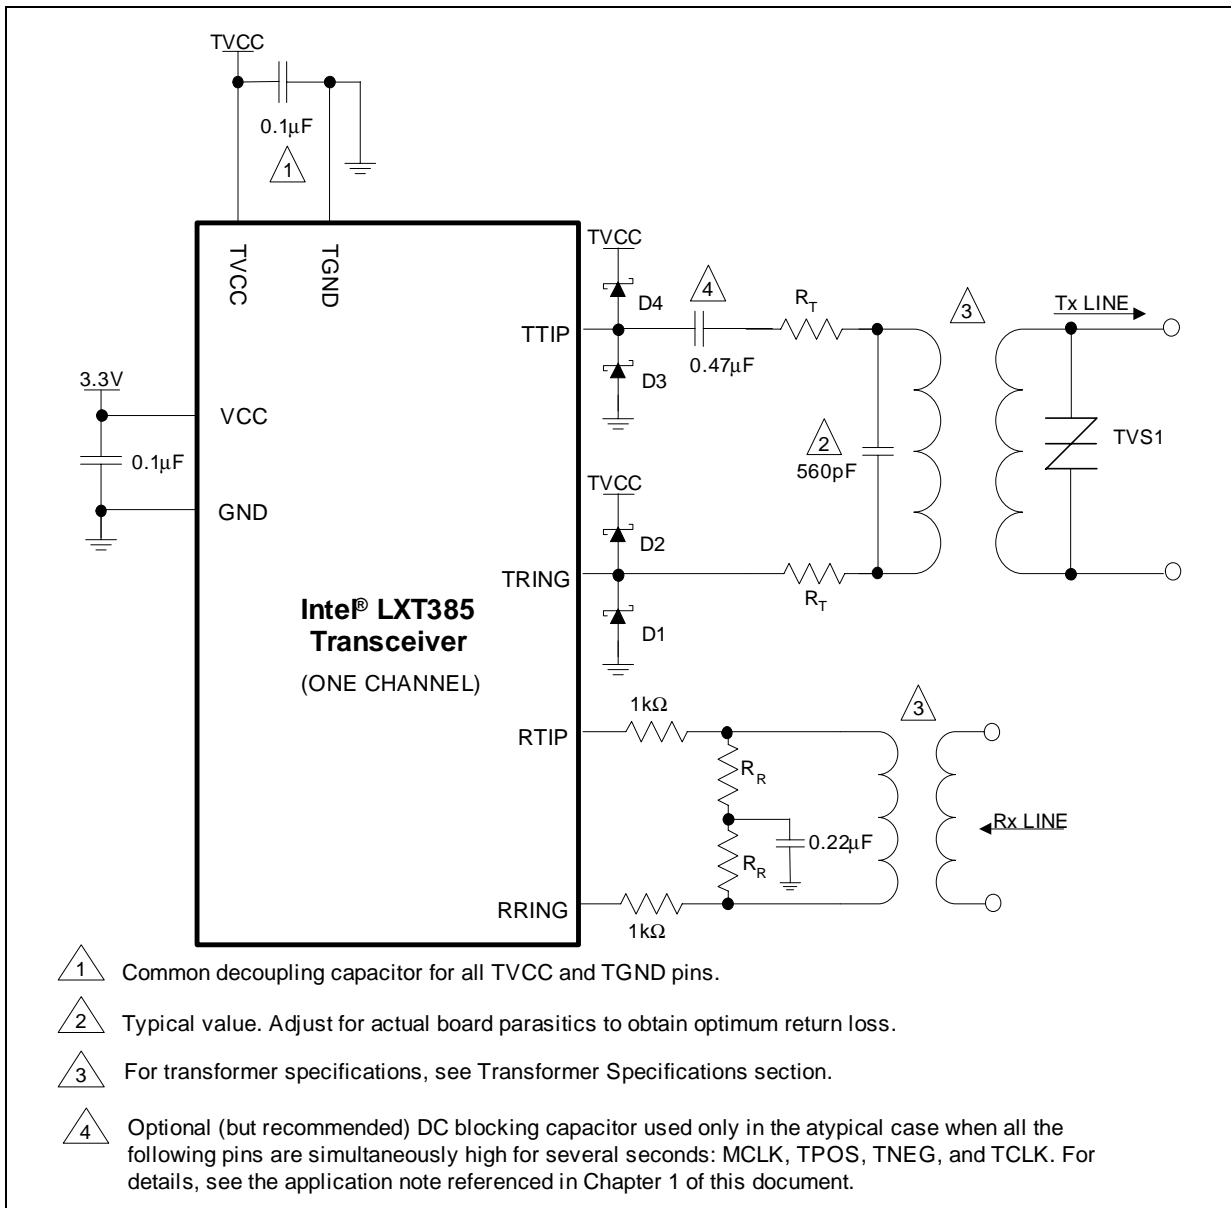 TVCC
0.1µF
1
TVCC
TGND
TVCC
D4
4
R_T
3
Tx LINE
TTIP
0.47µF
D3
3.3V
VCC
0.1µF
2
560pF
TVS1
TVCC
GND
D2
TRING
R_T
D1
Intel® LXT385
Transceiver
(ONE CHANNEL)
1kΩ
3
RTIP
R_R
0.22µF
Rx LINE
R_R
RRING
1kΩ
1 Common decoupling capacitor for all TVCC and TGND pins.
2 Typical value. Adjust for actual board parasitics to obtain optimum return loss.
3 For transformer specifications, see Transformer Specifications section.
4 Optional (but recommended) DC blocking capacitor used only in the atypical case when all the
following pins are simultaneously high for several seconds: MCLK, TPOS, TNEG, and TCLK. For
details, see the application note referenced in Chapter 1 of this document.